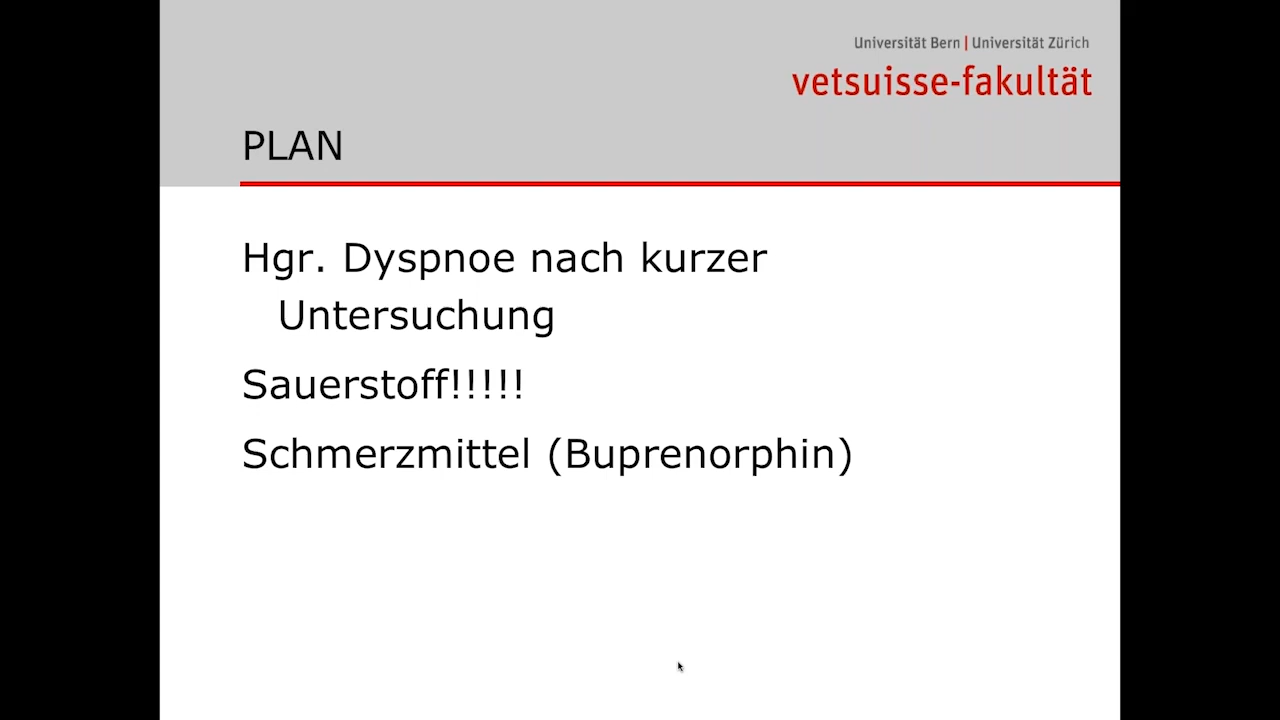 Universität Bern | Universität Zürich
vetsuisse-fakultät
PLAN
Hgr. Dyspnoe nach kurzer
Untersuchung
Sauerstoff!!!!!
Schmerzmittel (Buprenorphin)